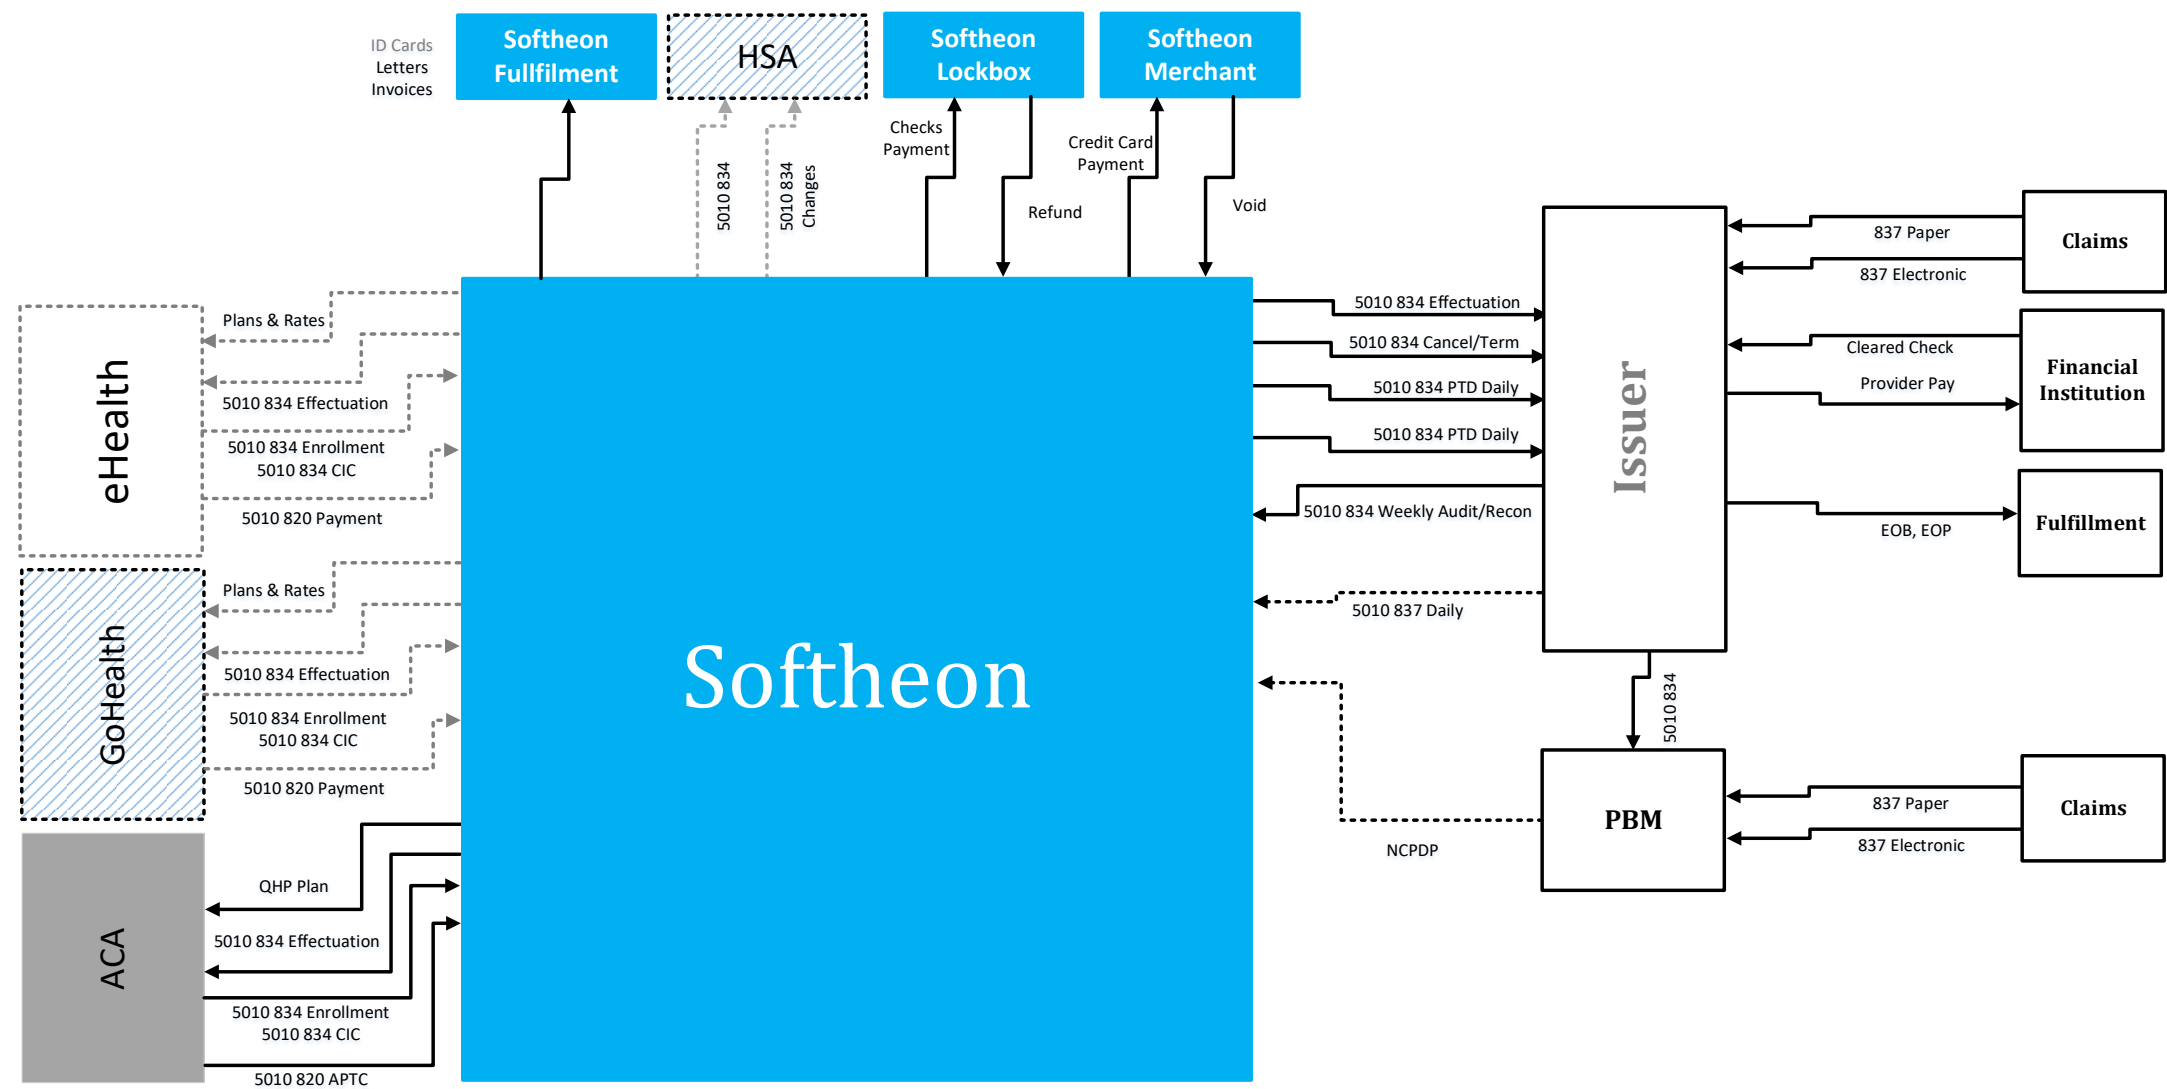 ID Cards
Letters
Invoices
Softheon
Fullfilment
HSA
Softheon
Lockbox
Softheon
Merchant
5010 834
5010 834
Changes
Checks
Payment
Refund
Credit Card
Payment
Void
eHealth
Plans & Rates
5010 834 Effectuation
5010 834 Enrollment
5010 834 CIC
5010 820 Payment
GoHealth
Plans & Rates
5010 834 Effectuation
5010 834 Enrollment
5010 834 CIC
5010 820 Payment
ACA
QHP Plan
5010 834 Effectuation
5010 834 Enrollment
5010 834 CIC
5010 820 APTC
Softheon
5010 834 Effectuation
5010 834 Cancel/Term
5010 834 PTD Daily
5010 834 PTD Daily
5010 834 Weekly Audit/Recon
5010 837 Daily
NCPDP
Issuer
5010 834
PBM
837 Paper
837 Electronic
Claims
Cleared Check
Provider Pay
Financial
Institution
EOB, EOP
Fulfillment
837 Paper
837 Electronic
Claims